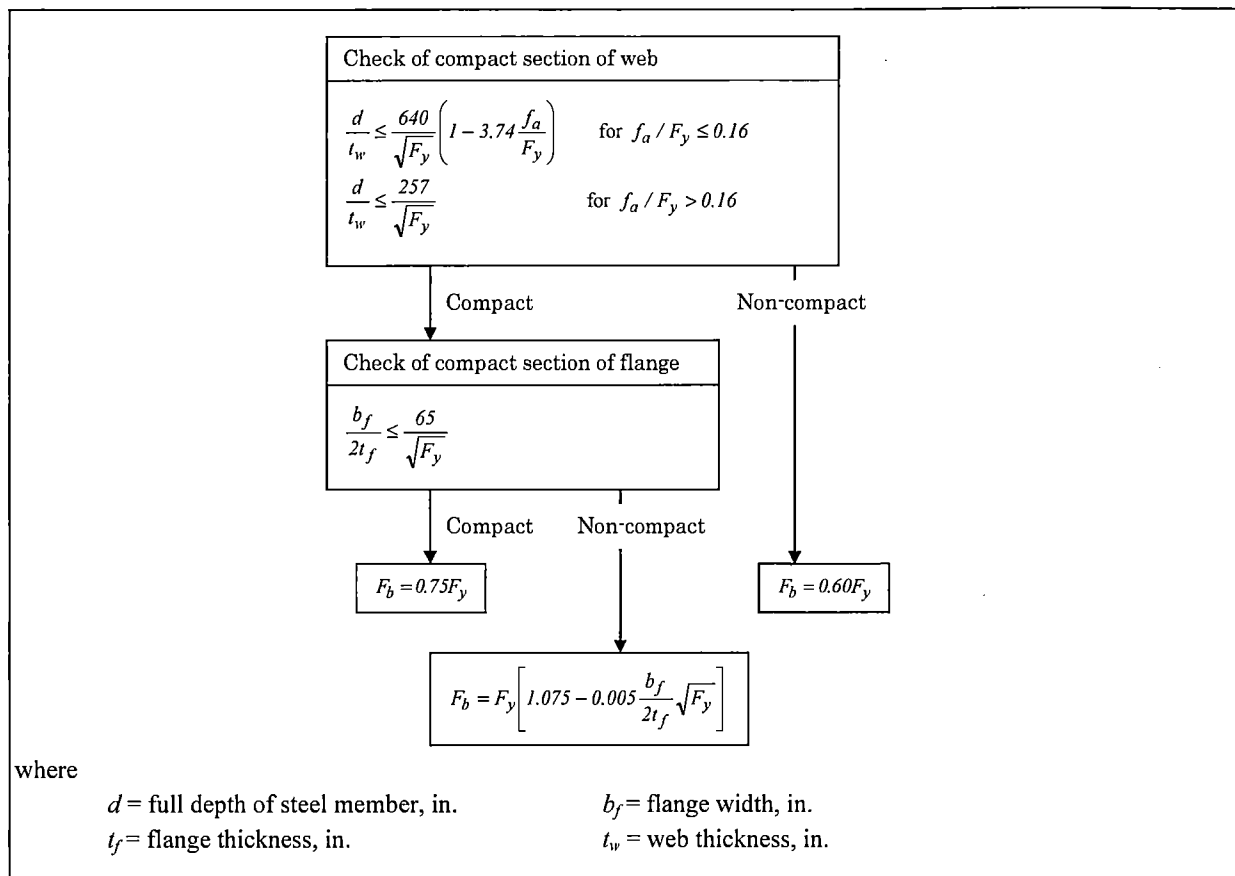 Check of compact section of web
d/t_w ≤ 640/√F_y (1 − 3.74 f_a/F_y) for f_a / F_y ≤ 0.16
d/t_w ≤ 257/√F_y for f_a / F_y > 0.16
Compact Non-compact
Check of compact section of flange
b_f/2t_f ≤ 65/√F_y
Compact Non-compact
F_b = 0.75F_y F_b = 0.60F_y
F_b = F_y [1.075 − 0.005 b_f/2t_f √F_y]
where
d = full depth of steel member, in. b_f = flange width, in.
t_f = flange thickness, in. t_w = web thickness, in.